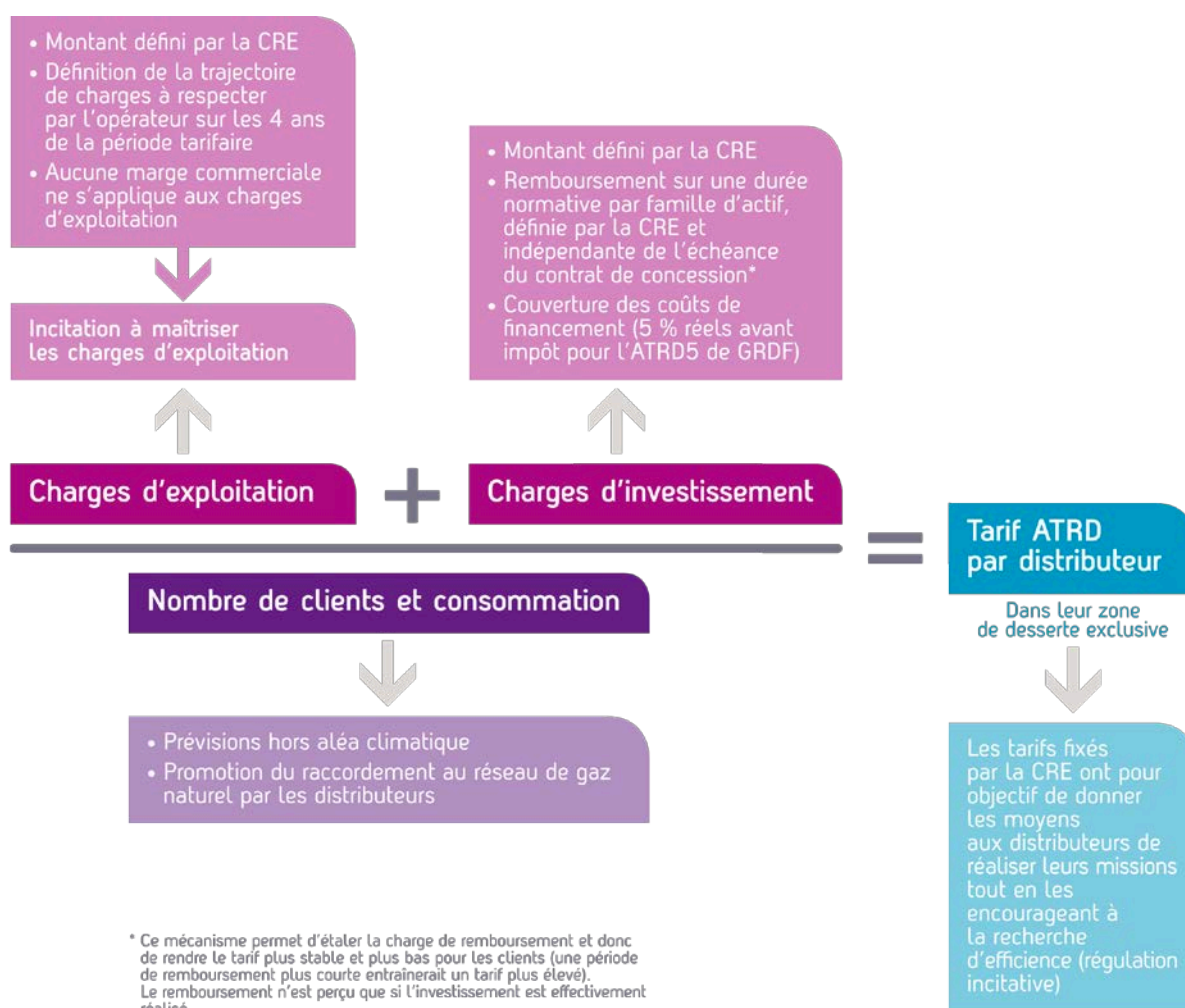 • Montant défini par la CRE
• Définition de la trajectoire
de charges à respecter
par l'opérateur sur les 4 ans
de la période tarifaire
• Aucune marge commerciale
ne s'applique aux charges
d'exploitation
Incitation à maîtriser
les charges d'exploitation
• Montant défini par la CRE
• Remboursement sur une durée
normative par famille d'actif,
définie par la CRE et
indépendante de l'échéance
du contrat de concession*
• Couverture des coûts de
financement (5 % réels avant
impôt pour l'ATRD5 de GRDF)
Charges d'exploitation
+
Charges d'investissement
=
Tarif ATRD
par distributeur
Dans leur zone
de desserte exclusive
Nombre de clients et consommation
• Prévisions hors aléa climatique
• Promotion du raccordement au réseau de gaz
naturel par les distributeurs
Les tarifs fixés
par la CRE ont pour
objectif de donner
les moyens
aux distributeurs de
réaliser leurs missions
tout en les
encourageant à
la recherche
d'efficience (régulation
incitative)
* Ce mécanisme permet d'étaler la charge de remboursement et donc
de rendre le tarif plus stable et plus bas pour les clients (une période
de remboursement plus courte entraînerait un tarif plus élevé).
Le remboursement n'est perçu que si l'investissement est effectivement